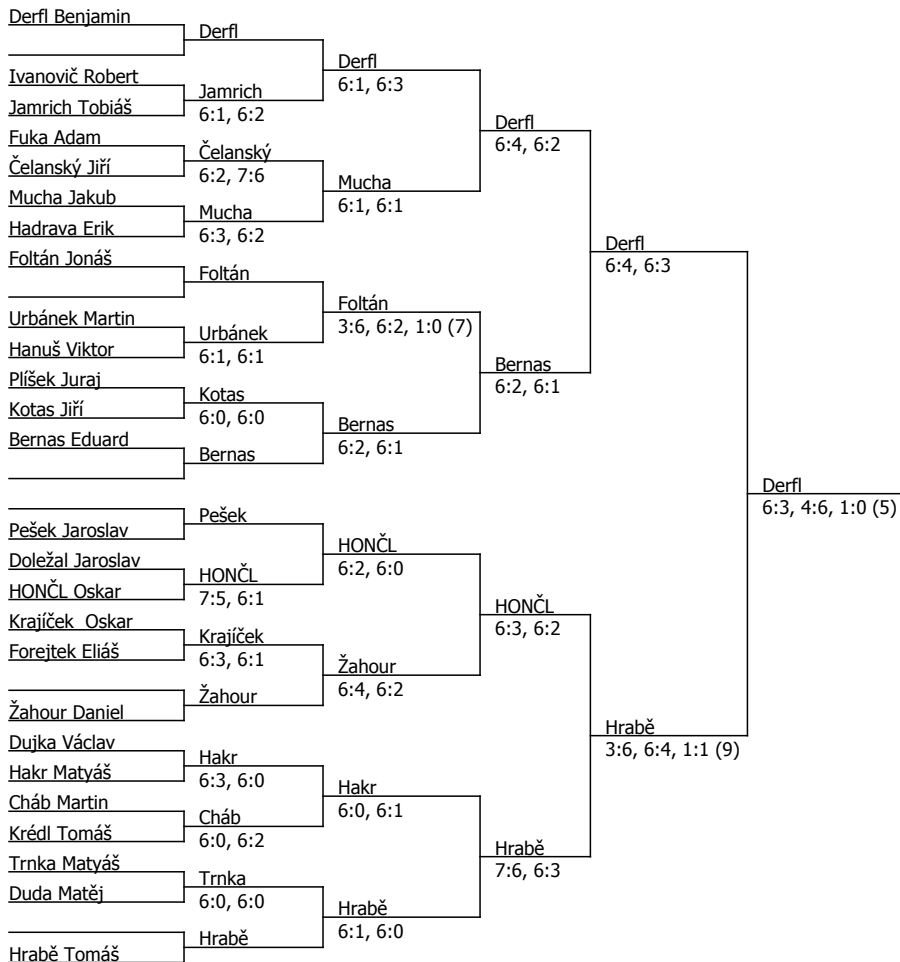 Derfl Benjamin
Derfl
Derfl
6:1, 6:3
Ivanovič Robert
Jamrich
6:1, 6:2
Jamrich Tobiáš
Derfl
6:4, 6:2
Fuka Adam
Čelanský
6:2, 7:6
Čelanský Jiří
Mucha
6:1, 6:1
Mucha Jakub
Mucha
6:3, 6:2
Hadrava Erik
Derfl
6:4, 6:3
Foltán Jonáš
Foltán
Foltán
3:6, 6:2, 1:0 (7)
Urbánek Martin
Urbánek
6:1, 6:1
Hanuš Viktor
Bernas
6:2, 6:1
Plíšek Juraj
Kotas
6:0, 6:0
Kotas Jiří
Bernas
6:2, 6:1
Bernas Eduard
Bernas
Derfl
6:3, 4:6, 1:0 (5)
Pešek
Pešek Jaroslav
HONČL
6:2, 6:0
Doležal Jaroslav
HONČL
7:5, 6:1
HONČL Oskar
HONČL
6:3, 6:2
Krajíček  Oskar
Krajíček
6:3, 6:1
Forejtek Eliáš
Žahour
6:4, 6:2
Žahour
Žahour Daniel
Hrabě
3:6, 6:4, 1:1 (9)
Dujka Václav
Hakr
6:3, 6:0
Hakr Matyáš
Hakr
6:0, 6:1
Cháb Martin
Cháb
6:0, 6:2
Krédl Tomáš
Hrabě
7:6, 6:3
Trnka Matyáš
Trnka
6:0, 6:0
Duda Matěj
Hrabě
6:1, 6:0
Hrabě
Hrabě Tomáš